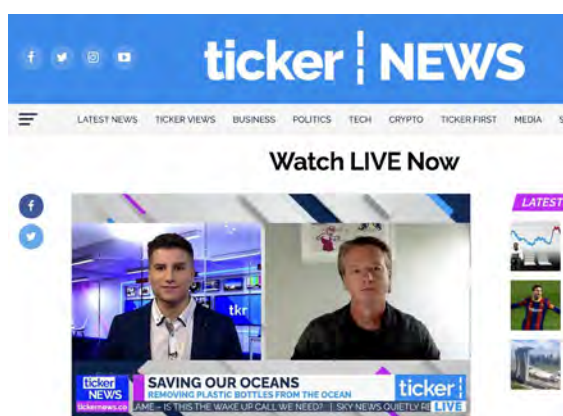 ticker NEWS
LATEST NEWS TICKER VIEWS BUSINESS POLITICS TECH CRYPTO TICKER FIRST MEDIA S
Watch LIVE Now
LATEST
tkr
ticker NEWS
SAVING OUR OCEANS
REMOVING PLASTIC BOTTLES FROM THE OCEAN
ticker
tickernews.co AME – IS THIS THE WAKE UP CALL WE NEED? | SKY NEWS QUIETLY RE LIVE